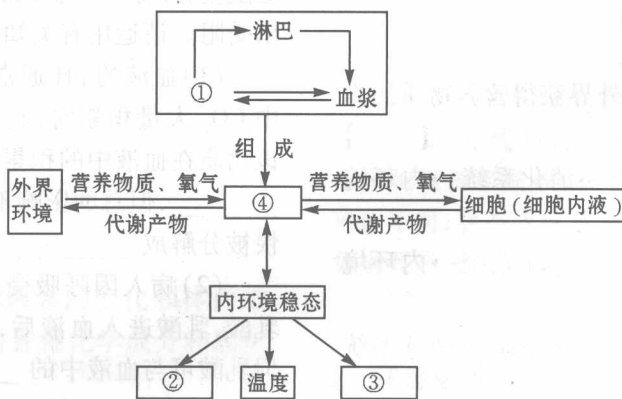 淋巴
①
血浆
组成
外界环境
营养物质、氧气
代谢产物
④
营养物质、氧气
代谢产物
细胞(细胞内液)
内环境稳态
②
温度
③